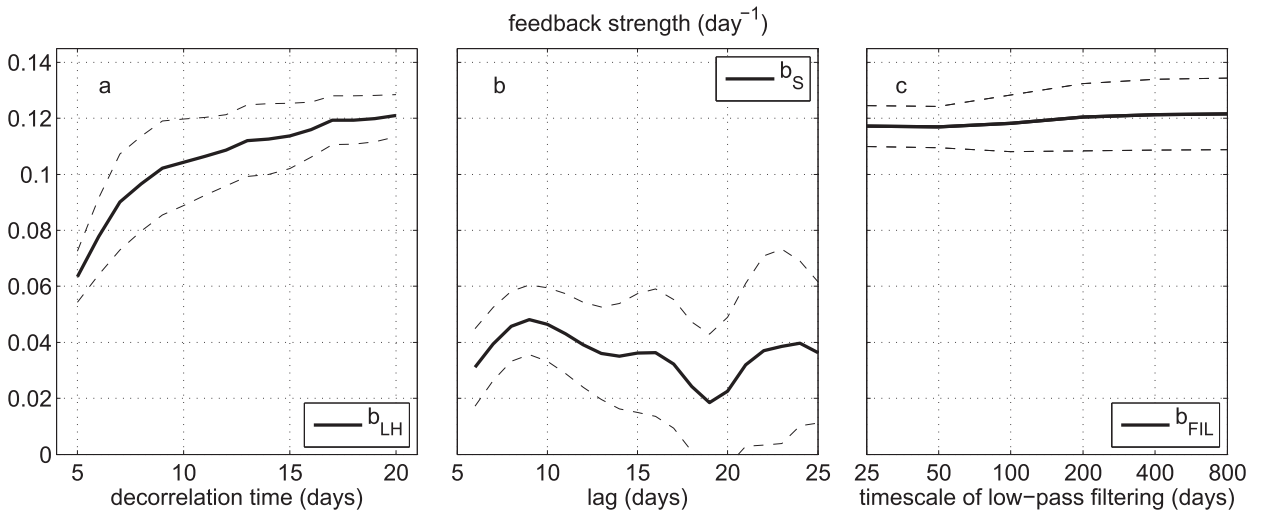 feedback strength (day⁻¹)
0.14
0.12
0.1
0.08
0.06
0.04
0.02
0
a
b_LH
5 10 15 20
decorrelation time (days)
b
b_S
5 10 15 20 25
lag (days)
c
b_FIL
25 50 100 200 400 800
timescale of low−pass filtering (days)